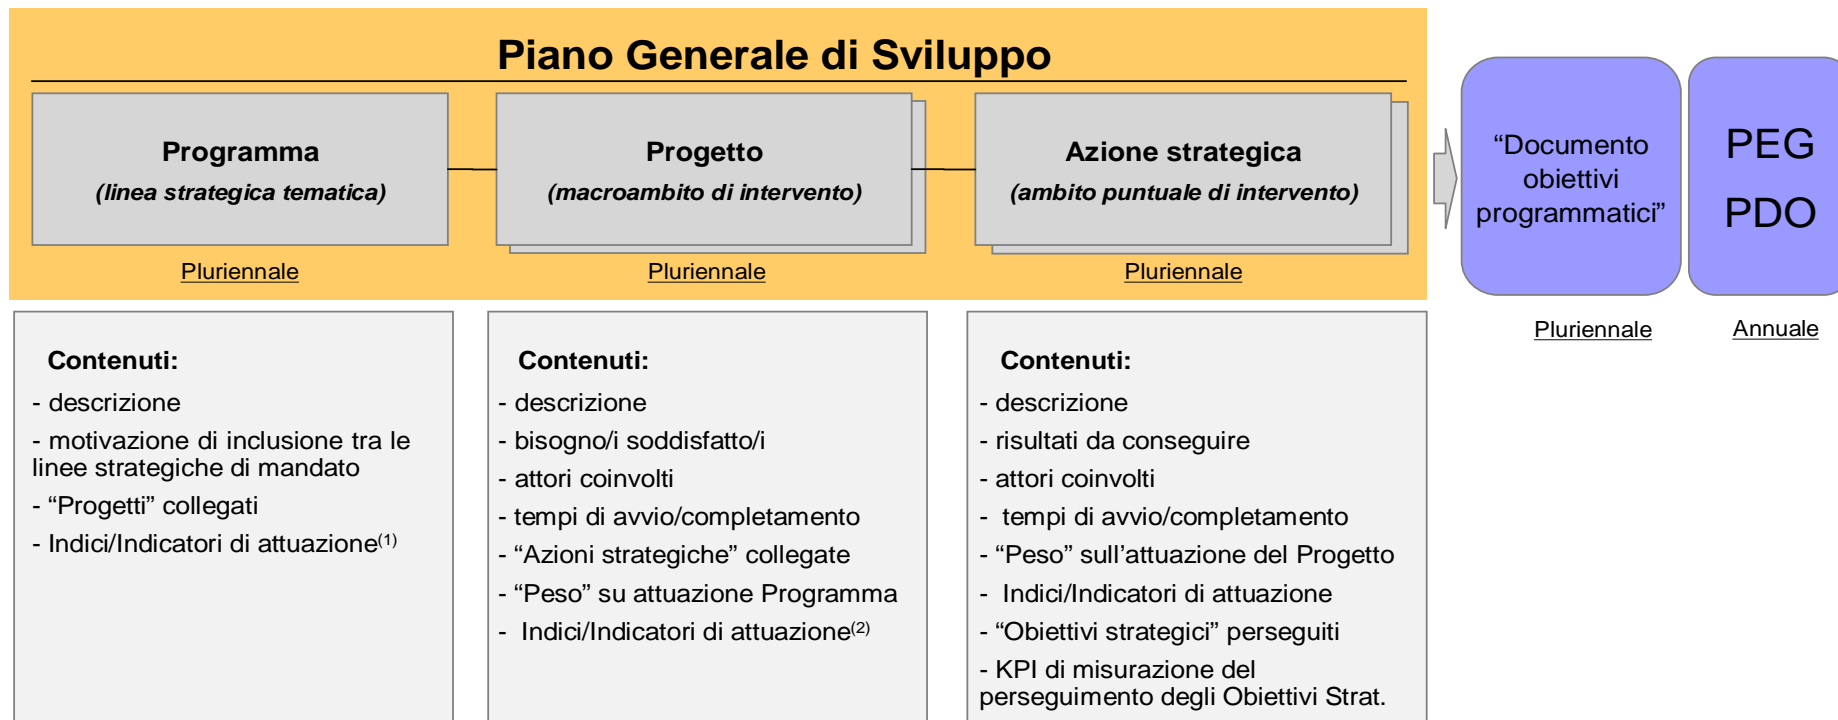 Piano Generale di Sviluppo
Programma
(linea strategica tematica)
Pluriennale
Progetto
(macroambito di intervento)
Pluriennale
Azione strategica
(ambito puntuale di intervento)
Pluriennale
“Documento
obiettivi
programmatici”
Pluriennale
PEG
PDO
Annuale
Contenuti:
- descrizione
- motivazione di inclusione tra le
linee strategiche di mandato
- “Progetti” collegati
- Indici/Indicatori di attuazione(1)
Contenuti:
- descrizione
- bisogno/i soddisfatto/i
- attori coinvolti
- tempi di avvio/completamento
- “Azioni strategiche” collegate
- “Peso” su attuazione Programma
- Indici/Indicatori di attuazione(2)
Contenuti:
- descrizione
- risultati da conseguire
- attori coinvolti
- tempi di avvio/completamento
- “Peso” sull’attuazione del Progetto
- Indici/Indicatori di attuazione
- “Obiettivi strategici” perseguiti
- KPI di misurazione del
perseguimento degli Obiettivi Strat.